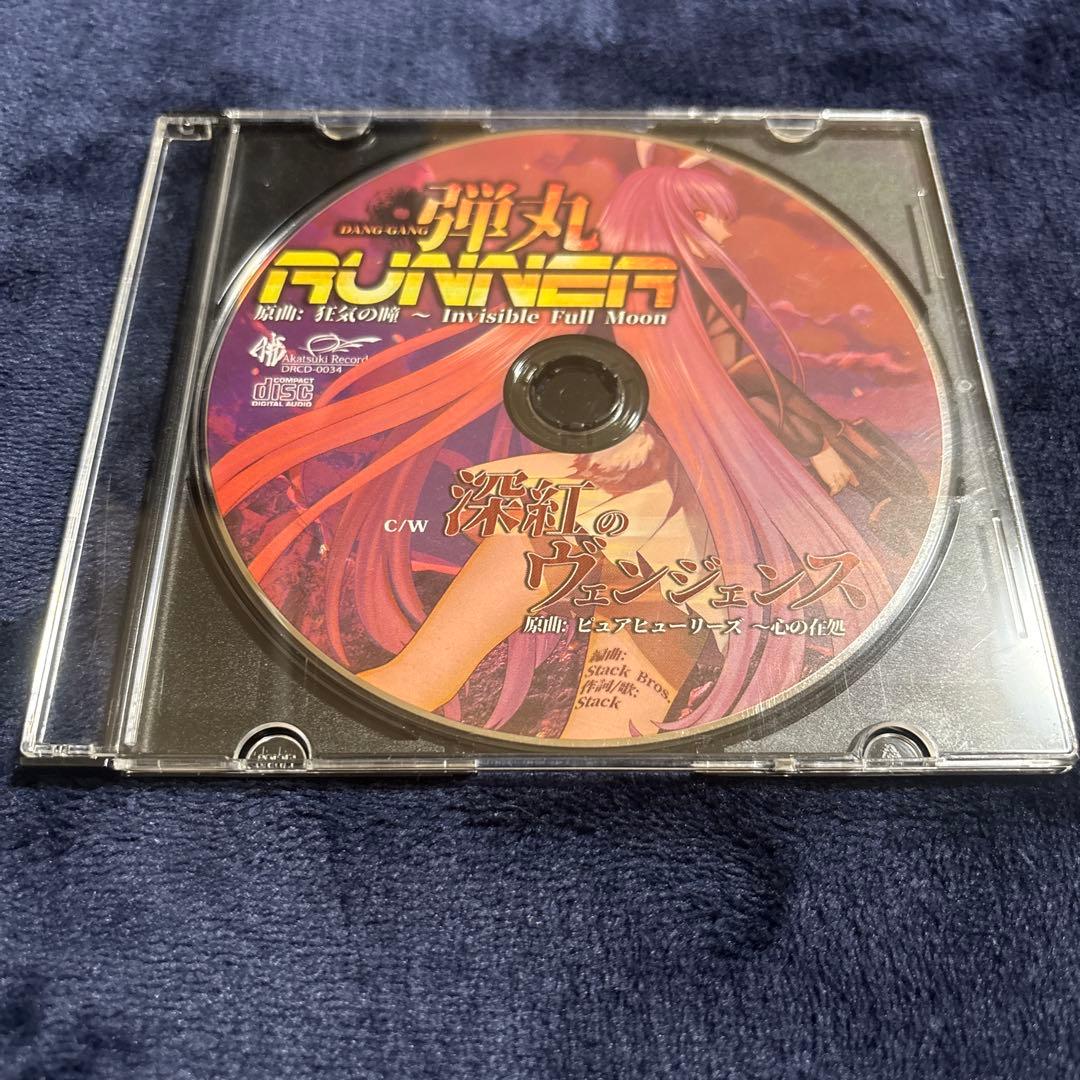 DANG-GANG 弾丸
RUNNER
原曲: 狂気の瞳 ～ Invisible Full Moon
暁 Akatsuki Records
DRCD-0034
COMPACT
disc
DIGITAL AUDIO
C/W 深紅の
ヴェンジェンス
原曲: ピュアヒューリーズ ～心の在処
編曲:
Stack Bros.
作詞/歌:
Stack